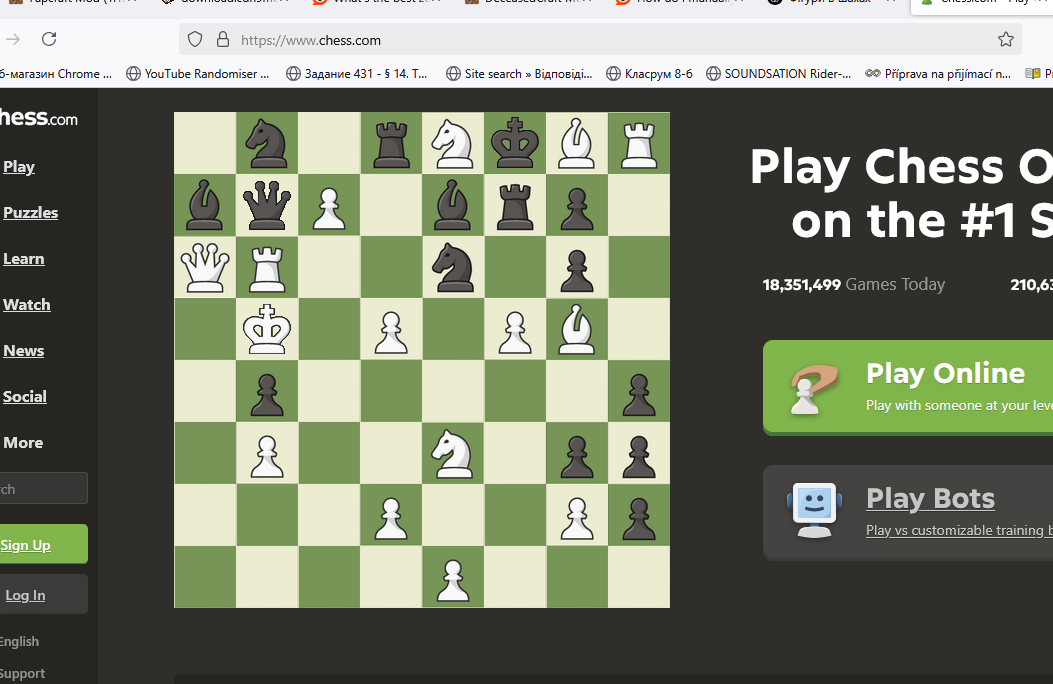 https://www.chess.com
б-магазин Chrome ... YouTube Randomiser ... Задание 431 - § 14. Т... Site search » Відповіді... Класрум 8-б SOUNDSATION Rider-... Příprava na přijímací n...
hess.com
Play
Puzzles
Learn
Watch
News
Social
More
rch
Sign Up
Log In
English
Support
Play Chess O
on the #1 S
18,351,499 Games Today 210,63
Play Online
Play with someone at your leve
Play Bots
Play vs customizable training b